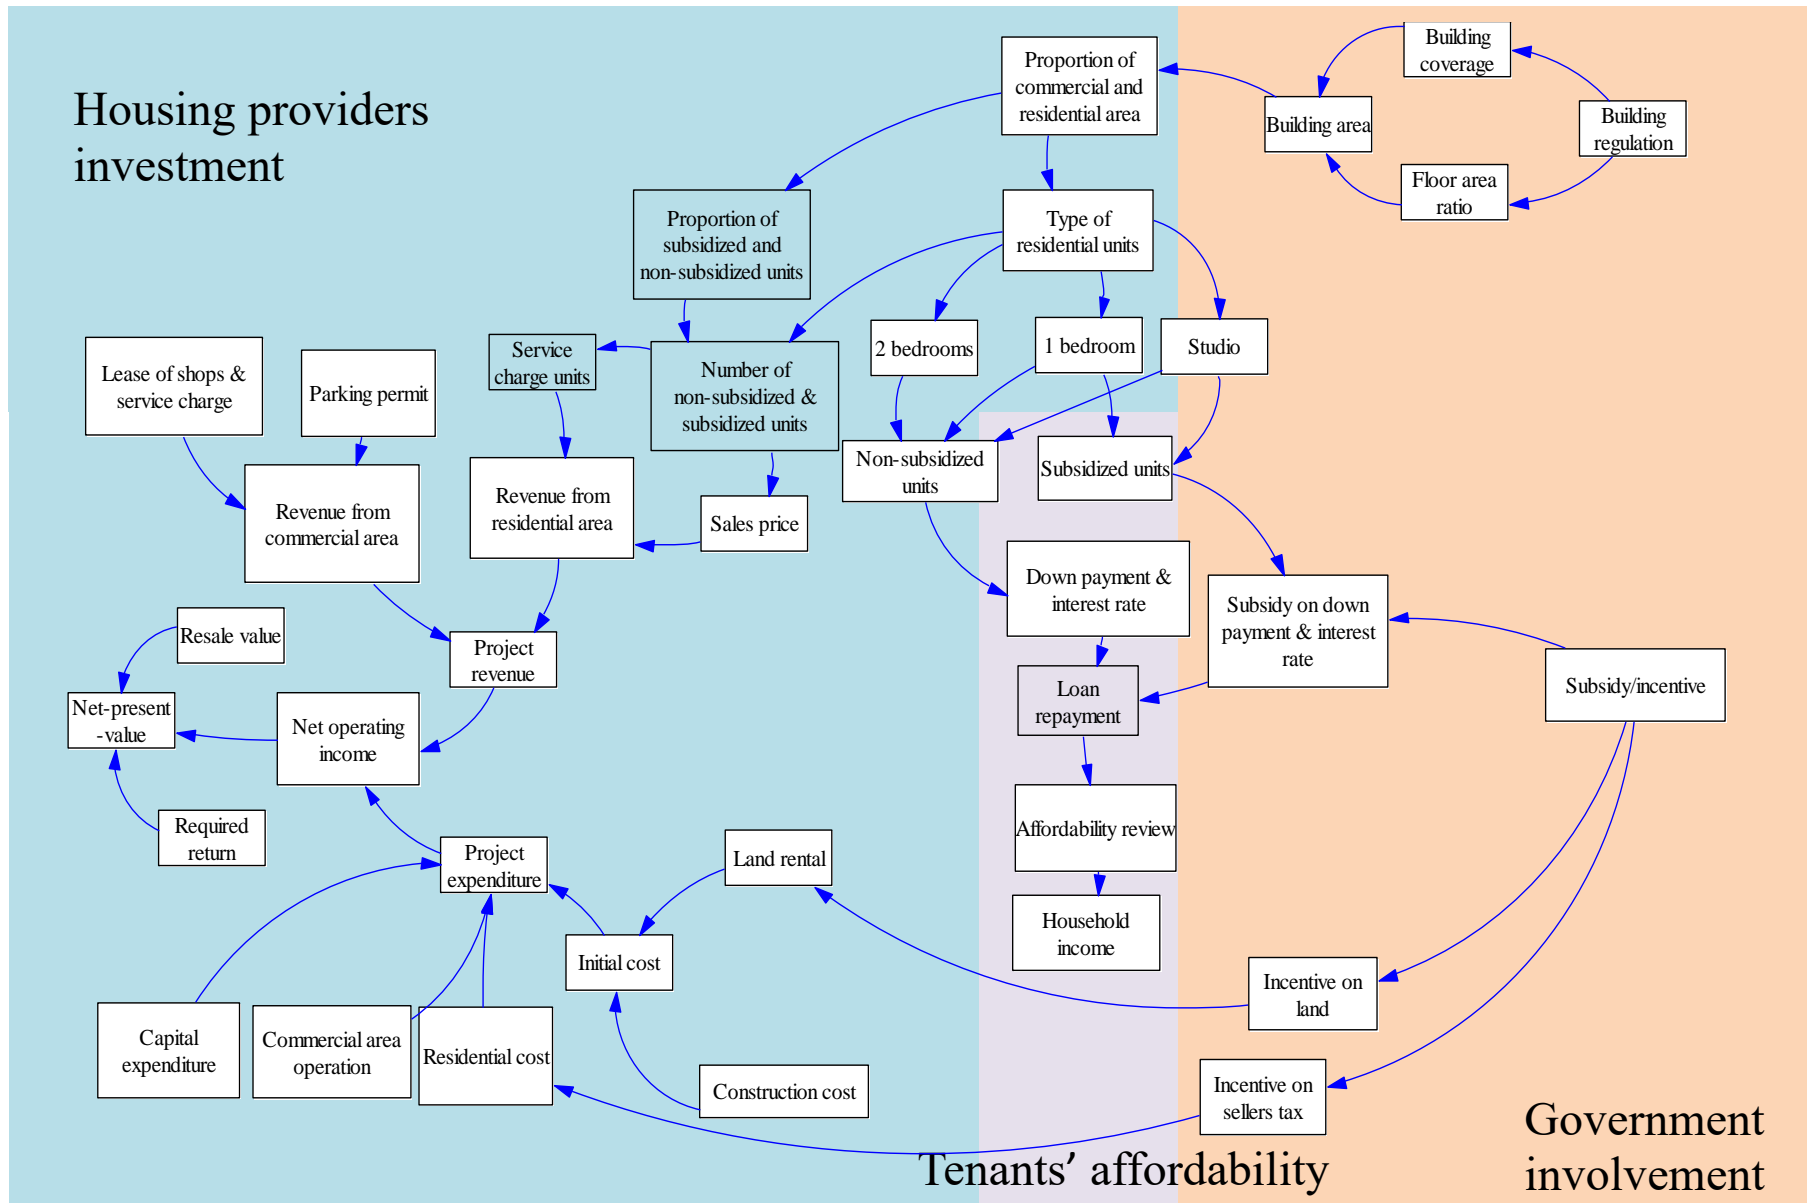 Housing providers
investment
Proportion of
commercial and
residential area
Building
coverage
Building area
Building
regulation
Floor area
ratio
Proportion of
subsidized and
non-subsidized units
Type of
residential units
Lease of shops &
service charge
Parking permit
Service
charge units
Number of
non-subsidized &
subsidized units
2 bedrooms
1 bedroom
Studio
Revenue from
commercial area
Revenue from
residential area
Sales price
Non-subsidized
units
Subsidized units
Down payment &
interest rate
Subsidy on down
payment & interest
rate
Resale value
Project
revenue
Loan
repayment
Subsidy/incentive
Net-present
-value
Net operating
income
Required
return
Project
expenditure
Land rental
Affordability review
Household
income
Initial cost
Incentive on
land
Capital
expenditure
Commercial area
operation
Residential cost
Construction cost
Incentive on
sellers tax
Tenants’ affordability
Government
involvement